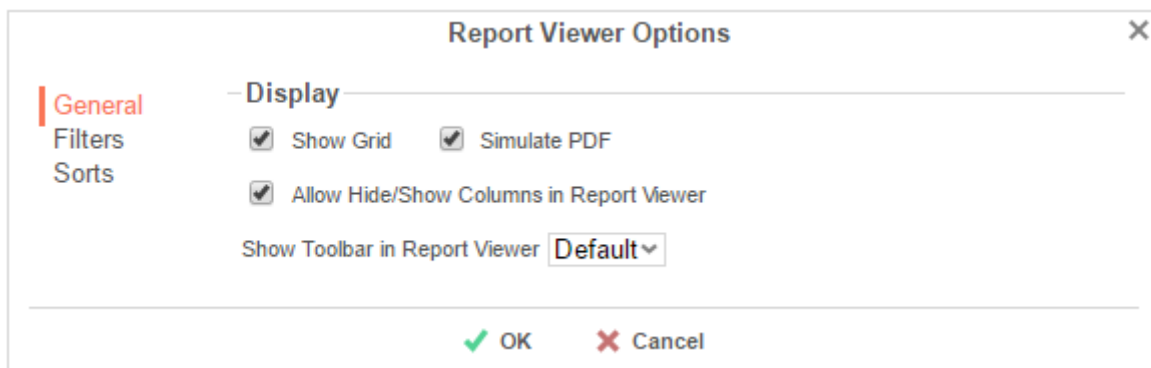 Report Viewer Options
General
Filters
Sorts
Display
Show Grid Simulate PDF
Allow Hide/Show Columns in Report Viewer
Show Toolbar in Report Viewer Default
OK Cancel